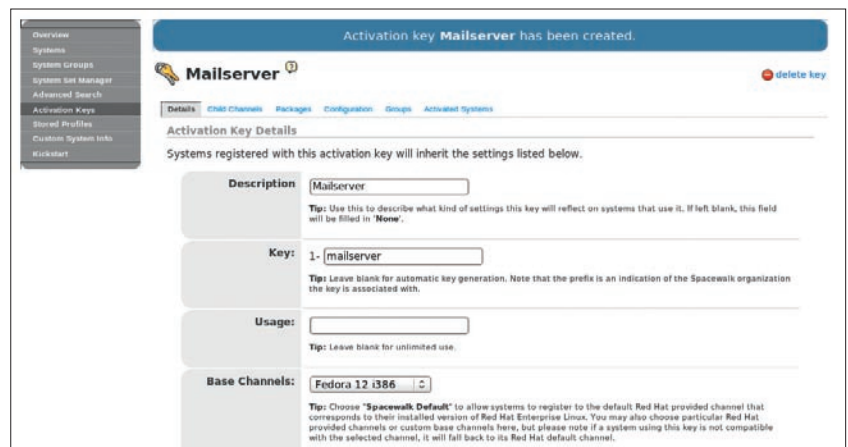 Overview
Systems
System Groups
System Set Manager
Advanced Search
Activation Keys
Stored Profiles
Custom System Info
Kickstart
Activation key Mailserver has been created.
Mailserver ?
delete key
Details Child Channels Packages Configuration Groups Activated Systems
Activation Key Details
Systems registered with this activation key will inherit the settings listed below.
Description
Mailserver
Tip: Use this to describe what kind of settings this key will reflect on systems that use it. If left blank, this field
will be filled in 'None'.
Key:
1- mailserver
Tip: Leave blank for automatic key generation. Note that the prefix is an indication of the Spacewalk organization
the key is associated with.
Usage:
Tip: Leave blank for unlimited use.
Base Channels:
Fedora 12 i386
Tip: Choose "Spacewalk Default" to allow systems to register to the default Red Hat provided channel that
corresponds to their installed version of Red Hat Enterprise Linux. You may also choose particular Red Hat
provided channels or custom base channels here, but please note if a system using this key is not compatible
with the selected channel, it will fall back to its Red Hat default channel.